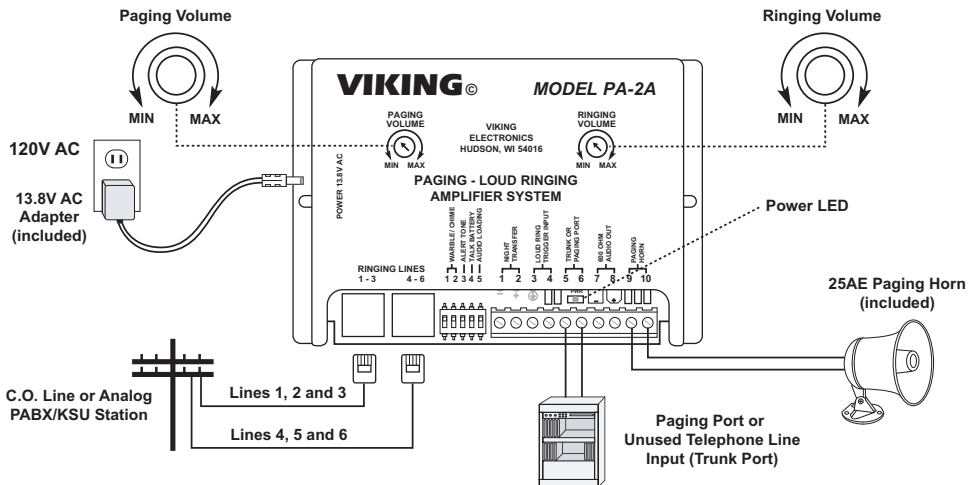 Paging Volume
Ringing Volume
MIN
MAX
MIN
MAX
VIKING©
MODEL PA-2A
PAGING
VOLUME
MIN
MAX
VIKING
ELECTRONICS
HUDSON, WI 54016
RINGING
VOLUME
MIN
MAX
120V AC
13.8V AC
Adapter
(included)
POWER 13.8V AC
PAGING - LOUD RINGING
AMPLIFIER SYSTEM
Power LED
WARBLE / CHIME
ALERT TONE
TALK BATTERY
AUDIO LOADING
NIGHT
TRANSFER
LOUD RING
TRIGGER INPUT
TRUNK OR
PAGING PORT
600 OHM
AUDIO OUT
PAGING
HORN
RINGING LINES
1 - 3
4 - 6
1 2 3 4 5
1 2 3 4 5 6 7 8 9 10
PWR
25AE Paging Horn
(included)
C.O. Line or Analog
PABX/KSU Station
Lines 1, 2 and 3
Lines 4, 5 and 6
Paging Port or
Unused Telephone Line
Input (Trunk Port)